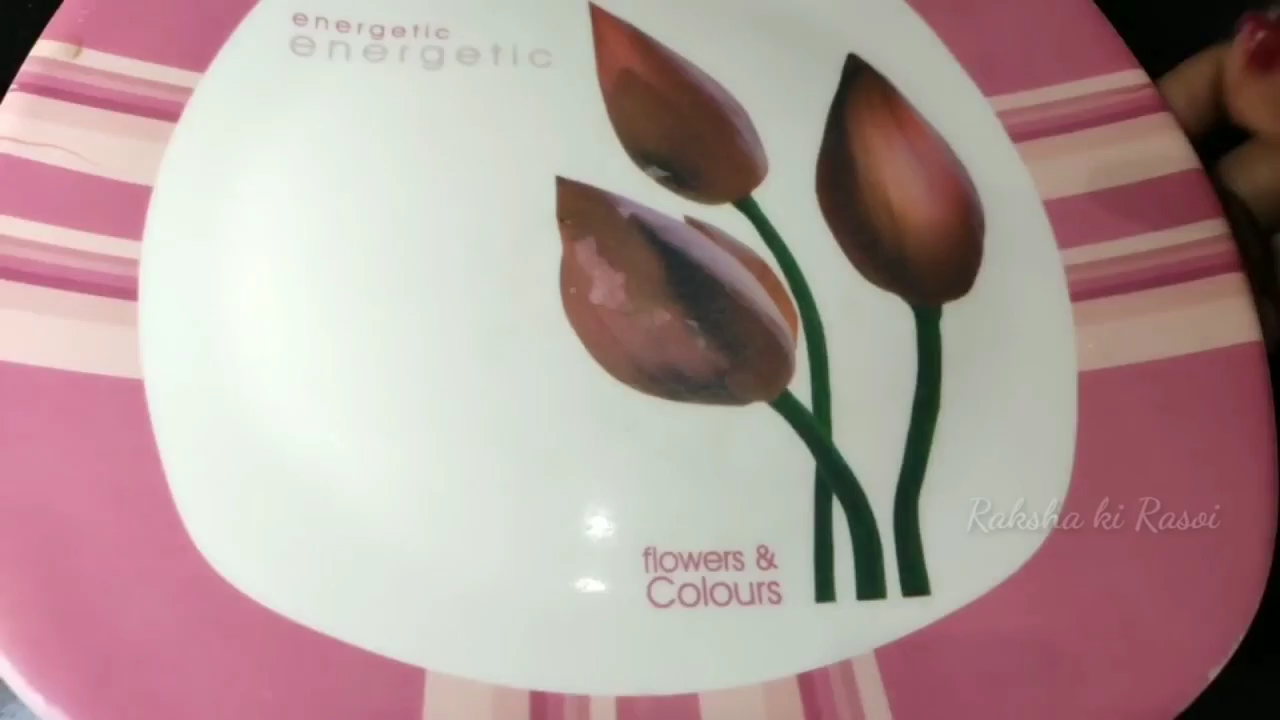 energetic
energetic
flowers &
Colours
Raksha ki Rasoi